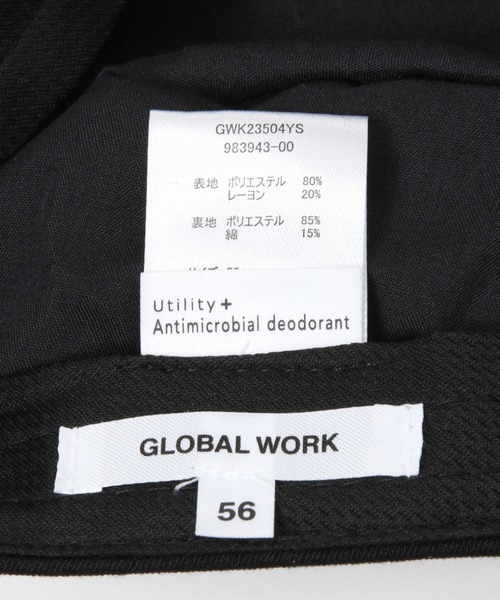 GWK23504YS
983943-00
表地 ポリエステル 80%
レーヨン 20%
裏地 ポリエステル 85%
綿 15%
Utility+
Antimicrobial deodorant
GLOBAL WORK
56